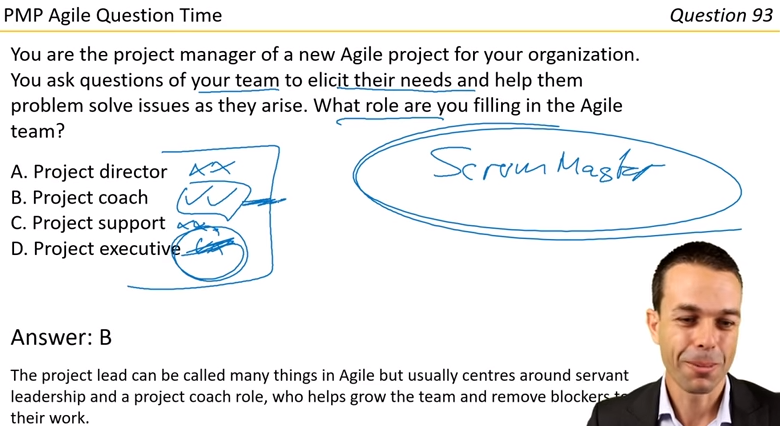 PMP Agile Question Time
Question 93
You are the project manager of a new Agile project for your organization.
You ask questions of your team to elicit their needs and help them
problem solve issues as they arise. What role are you filling in the Agile
team?
Scrum Master
A. Project director
B. Project coach
C. Project support
D. Project executive
Answer: B
The project lead can be called many things in Agile but usually centres around servant
leadership and a project coach role, who helps grow the team and remove blockers
their work.